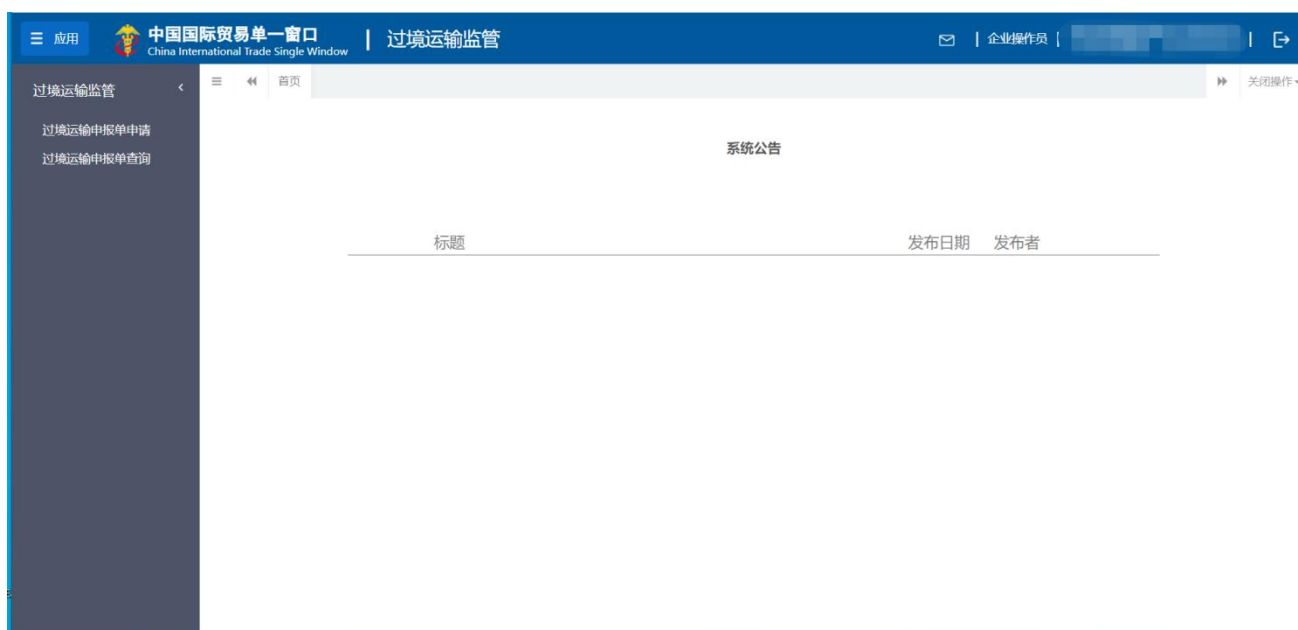 应用
中国国际贸易单一窗口
China International Trade Single Window
过境运输监管
企业操作员
过境运输监管
首页
关闭操作
过境运输申报单申请
过境运输申报单查询
系统公告
标题 发布日期 发布者